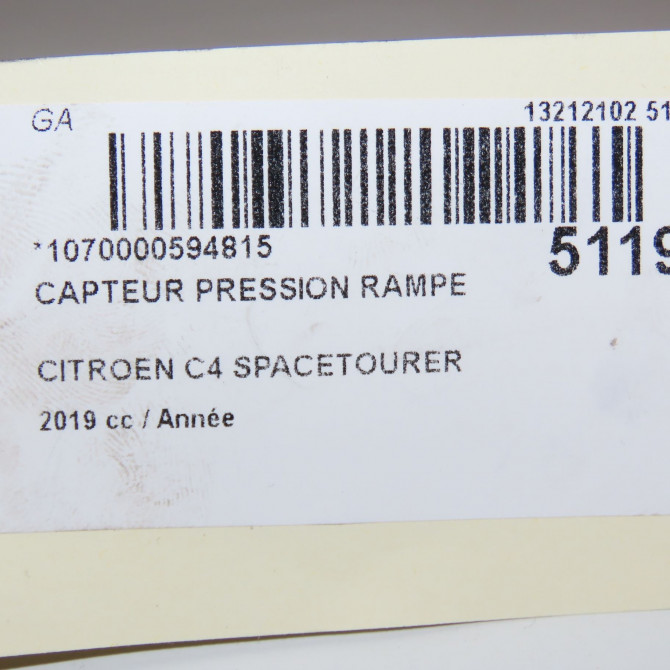 GA 13212102 51
*1070000594815 5119
CAPTEUR PRESSION RAMPE
CITROEN C4 SPACETOURER
2019 cc / Année